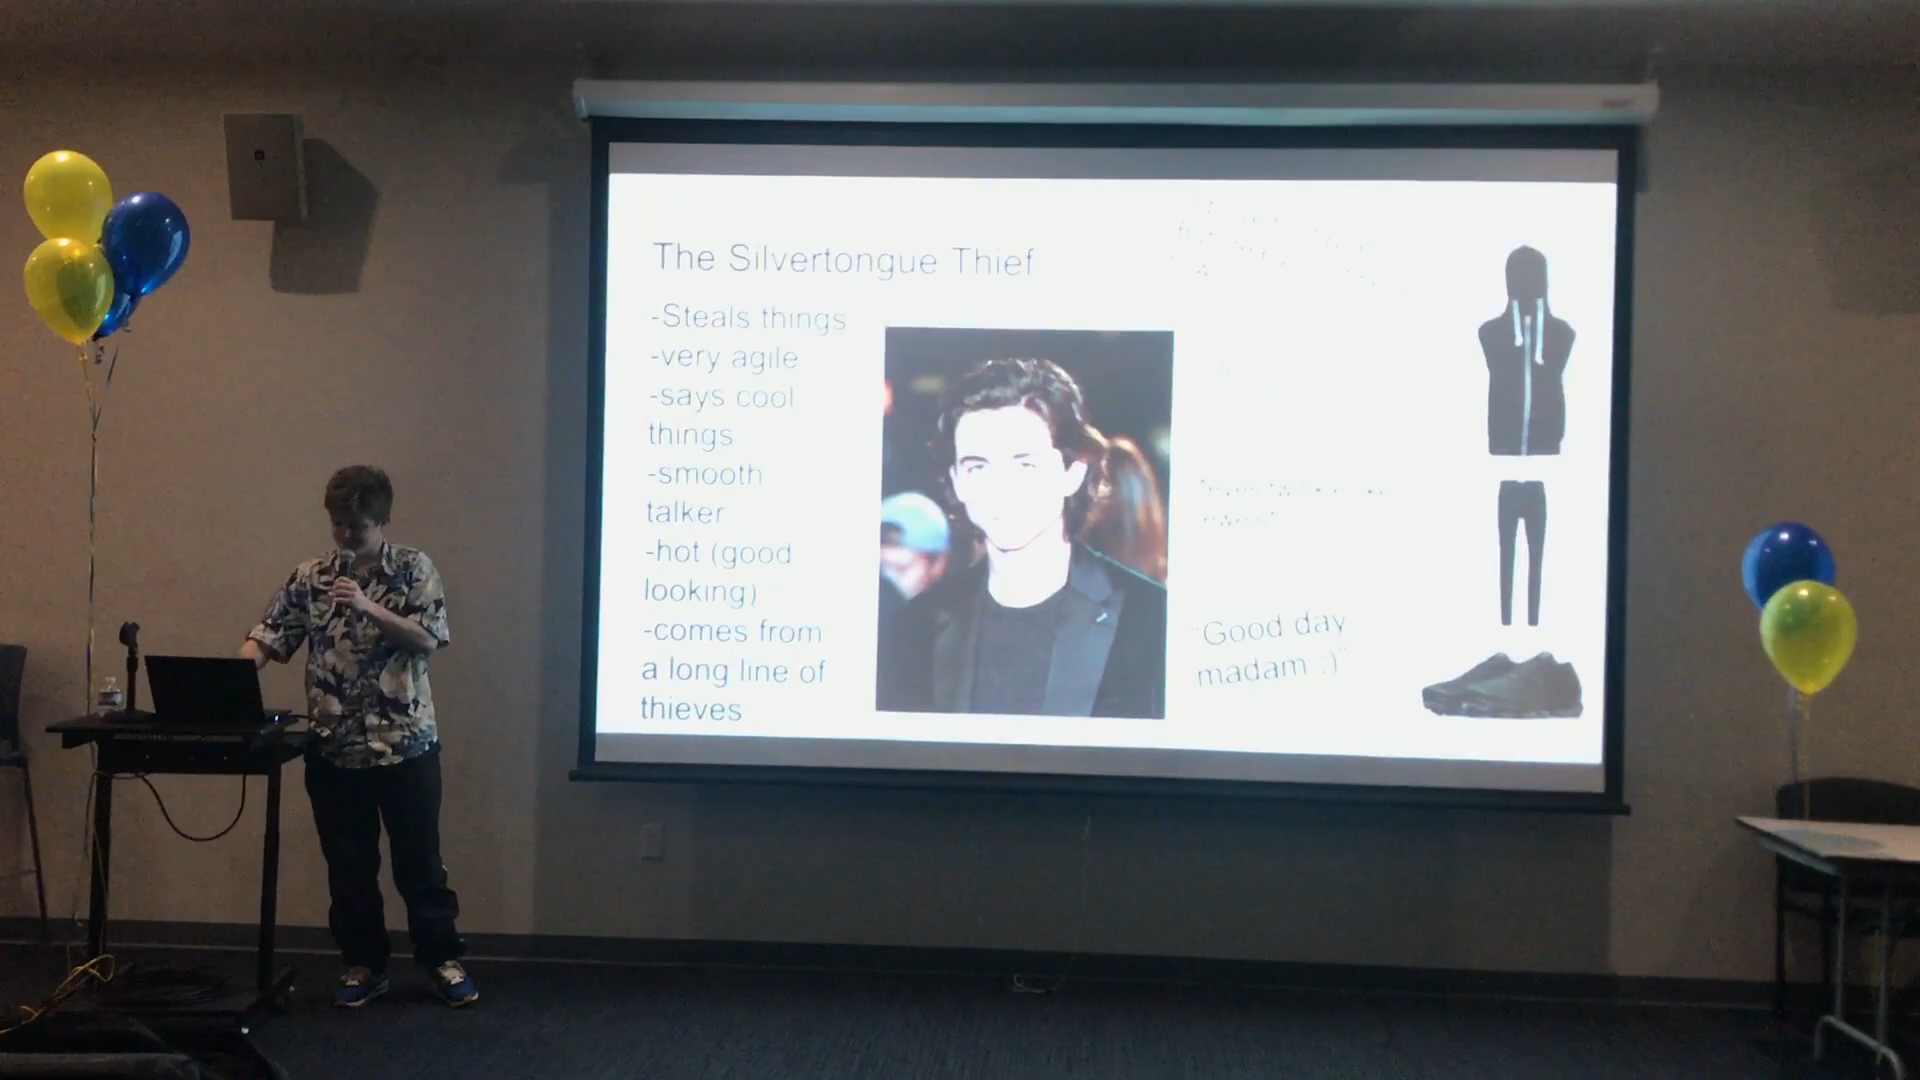 The Silvertongue Thief
-Steals things
-very agile
-says cool
things
-smooth
talker
-hot (good
looking)
-comes from
a long line of
thieves
"Good day
madam :)"